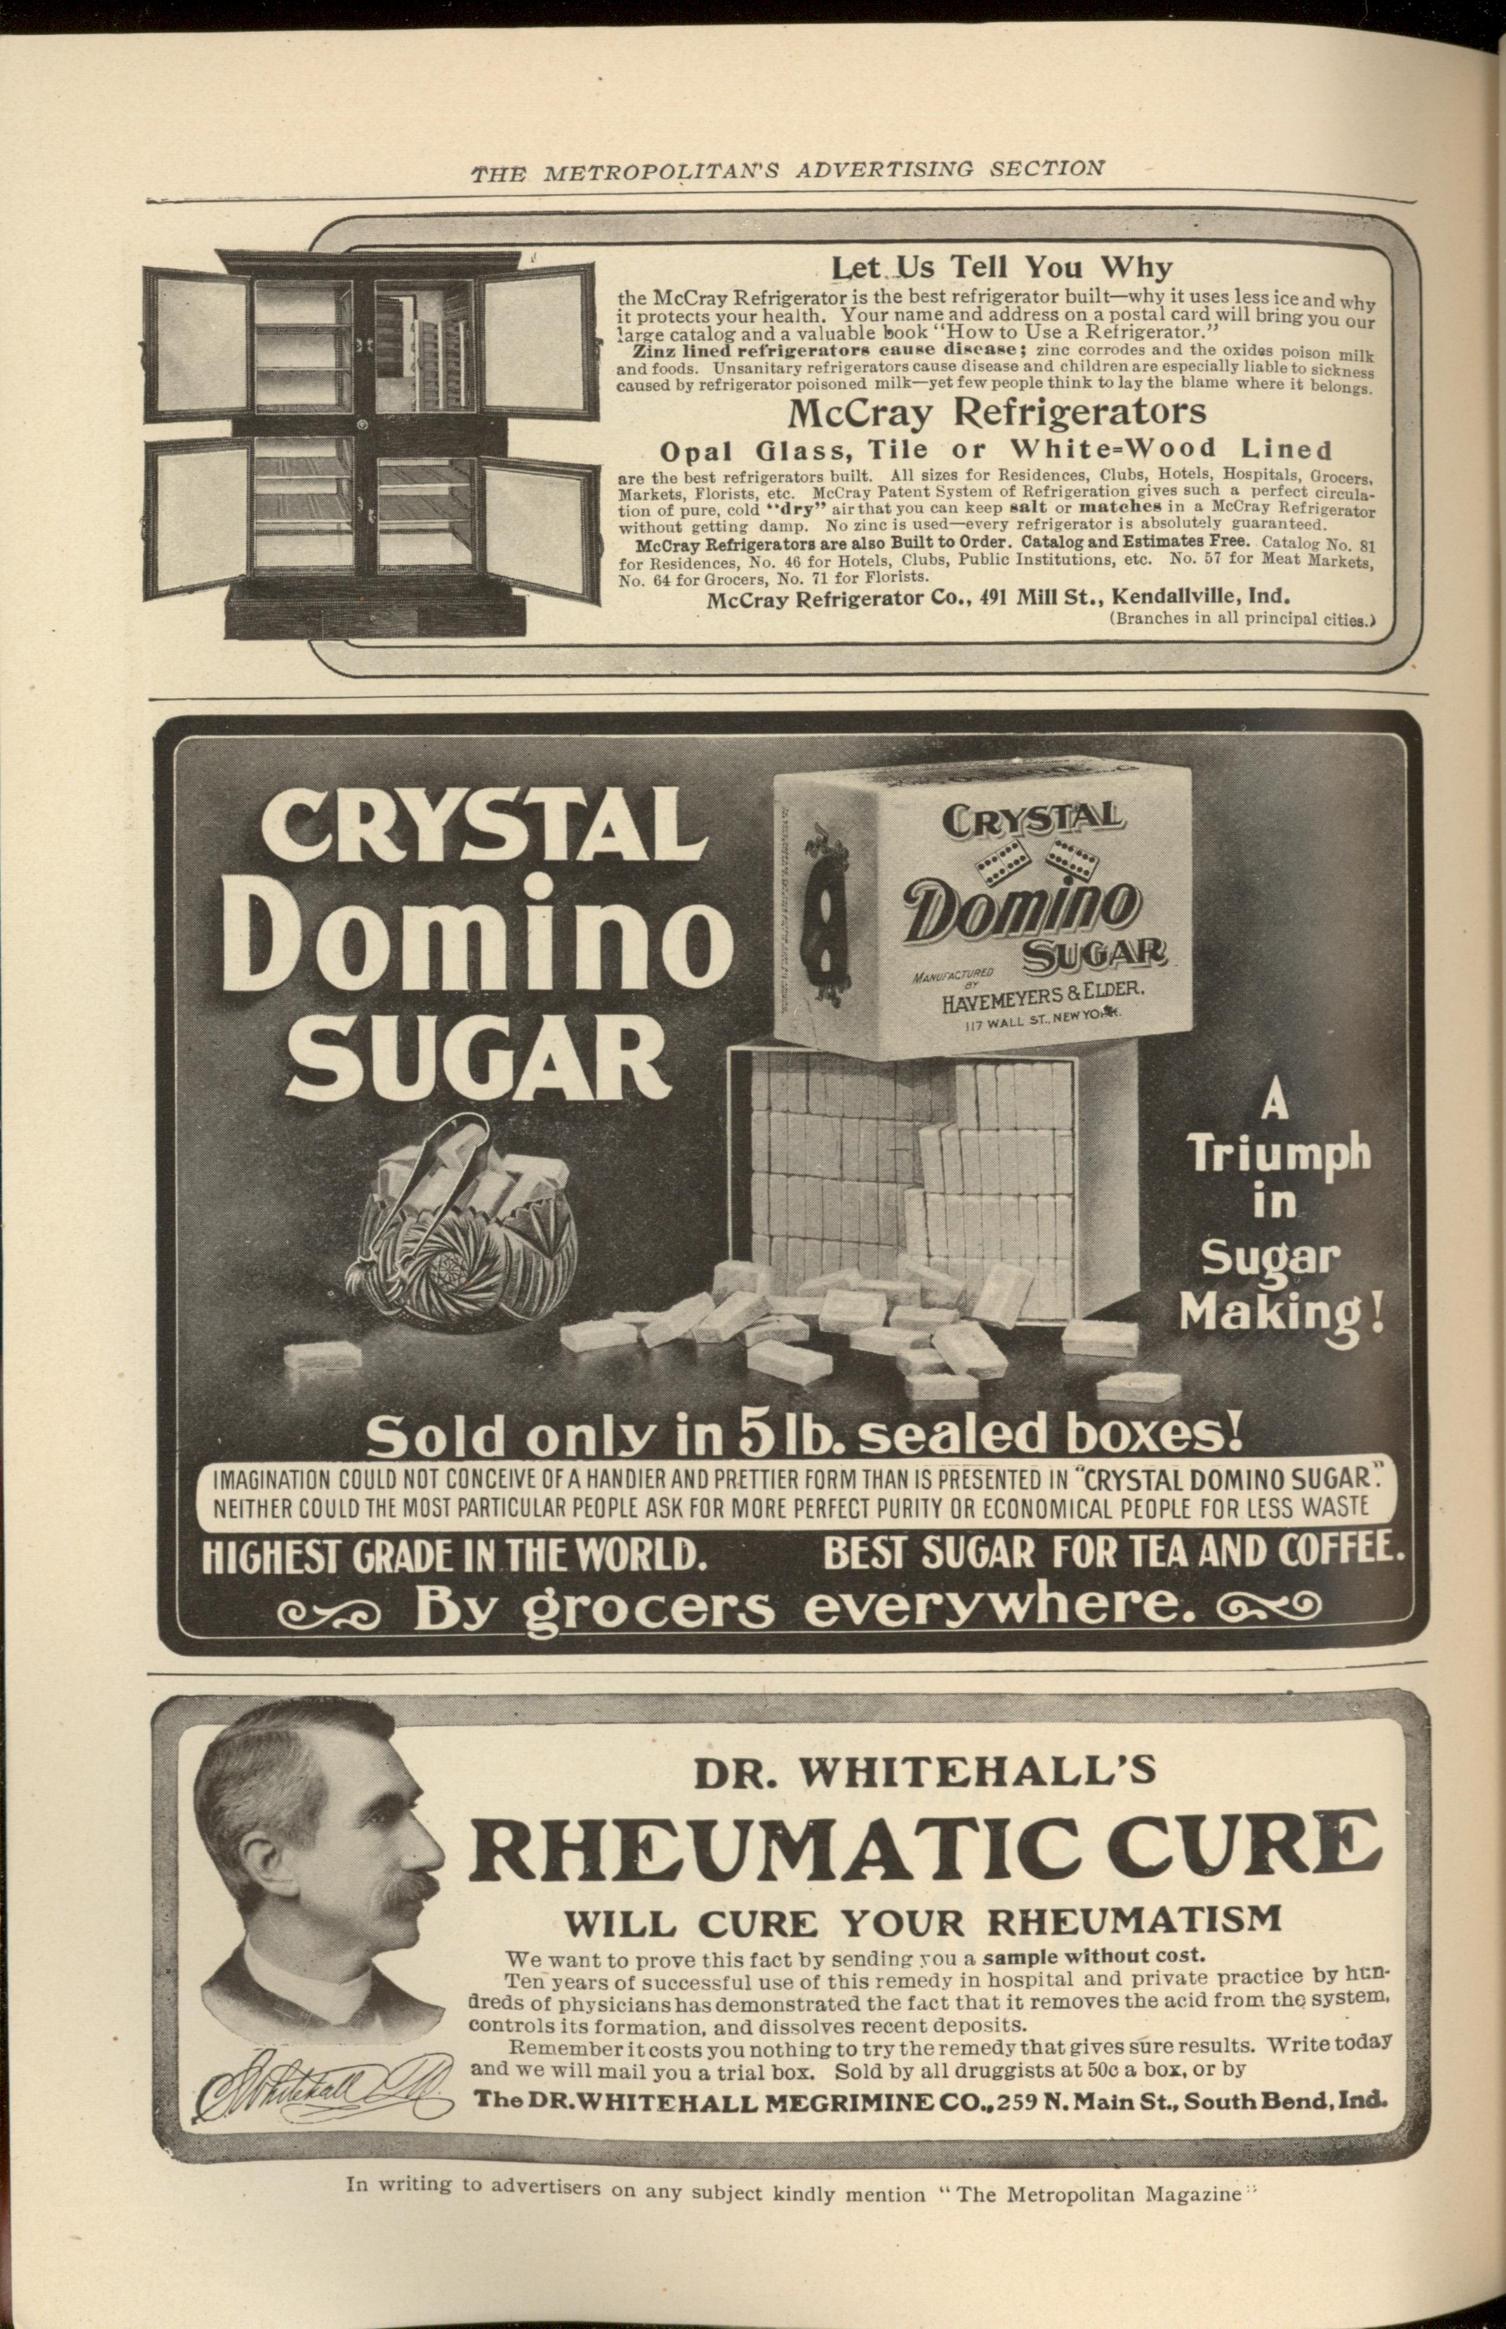 THE METROPOLITAN'S ADVERTISING SECTION
Let Us Tell You Why
the McCray Refrigerator is the best refrigerator built—why it uses less ice and why
it protects your health. Your name and address on a postal card will bring you our
large catalog and a valuable book "How to Use a Refrigerator."
Zinz lined refrigerators cause disease; zinc corrodes and the oxides poison milk
and foods. Unsanitary refrigerators cause disease and children are especially liable to sickness
caused by refrigerator poisoned milk—yet few people think to lay the blame where it belongs.
McCray Refrigerators
Opal Glass, Tile or White=Wood Lined
are the best refrigerators built. All sizes for Residences, Clubs, Hotels, Hospitals, Grocers,
Markets, Florists, etc. McCray Patent System of Refrigeration gives such a perfect circula-
tion of pure, cold "dry" air that you can keep salt or matches in a McCray Refrigerator
without getting damp. No zinc is used—every refrigerator is absolutely guaranteed.
McCray Refrigerators are also Built to Order. Catalog and Estimates Free. Catalog No. 81
for Residences, No. 46 for Hotels, Clubs, Public Institutions, etc. No. 57 for Meat Markets,
No. 64 for Grocers, No. 71 for Florists.
McCray Refrigerator Co., 491 Mill St., Kendallville, Ind.
(Branches in all principal cities.)
CRYSTAL
Domino
SUGAR
CRYSTAL
Domino
SUGAR
MANUFACTURED
BY
HAVEMEYERS & ELDER.
117 WALL ST., NEW YORK.
A
Triumph
in
Sugar
Making!
Sold only in 5 lb. sealed boxes!
IMAGINATION COULD NOT CONCEIVE OF A HANDIER AND PRETTIER FORM THAN IS PRESENTED IN "CRYSTAL DOMINO SUGAR".
NEITHER COULD THE MOST PARTICULAR PEOPLE ASK FOR MORE PERFECT PURITY OR ECONOMICAL PEOPLE FOR LESS WASTE
HIGHEST GRADE IN THE WORLD. BEST SUGAR FOR TEA AND COFFEE.
By grocers everywhere.
DR. WHITEHALL'S
RHEUMATIC CURE
WILL CURE YOUR RHEUMATISM
We want to prove this fact by sending you a sample without cost.
Ten years of successful use of this remedy in hospital and private practice by hun-
dreds of physicians has demonstrated the fact that it removes the acid from the system,
controls its formation, and dissolves recent deposits.
Remember it costs you nothing to try the remedy that gives sure results. Write today
and we will mail you a trial box. Sold by all druggists at 50c a box, or by
The DR. WHITEHALL MEGRIMINE CO., 259 N. Main St., South Bend, Ind.
Whitehall M.D.
In writing to advertisers on any subject kindly mention "The Metropolitan Magazine"